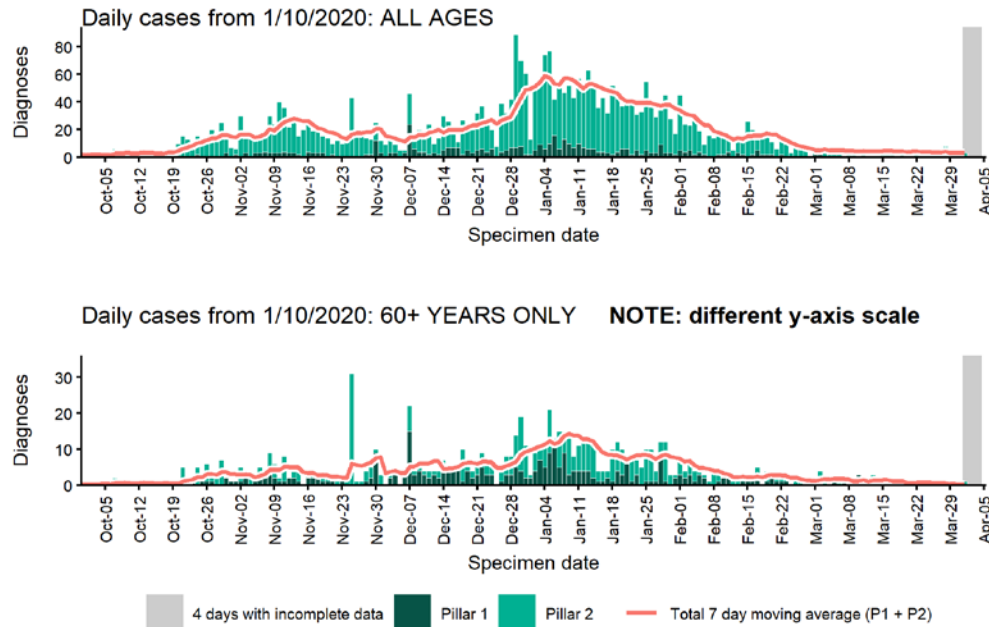 Daily cases from 1/10/2020: ALL AGES
Diagnoses
80
60
40
20
0
Oct-05 Oct-12 Oct-19 Oct-26 Nov-02 Nov-09 Nov-16 Nov-23 Nov-30 Dec-07 Dec-14 Dec-21 Dec-28 Jan-04 Jan-11 Jan-18 Jan-25 Feb-01 Feb-08 Feb-15 Feb-22 Mar-01 Mar-08 Mar-15 Mar-22 Mar-29 Apr-05
Specimen date
Daily cases from 1/10/2020: 60+ YEARS ONLY NOTE: different y-axis scale
Diagnoses
30
20
10
0
Oct-05 Oct-12 Oct-19 Oct-26 Nov-02 Nov-09 Nov-16 Nov-23 Nov-30 Dec-07 Dec-14 Dec-21 Dec-28 Jan-04 Jan-11 Jan-18 Jan-25 Feb-01 Feb-08 Feb-15 Feb-22 Mar-01 Mar-08 Mar-15 Mar-22 Mar-29 Apr-05
Specimen date
4 days with incomplete data Pillar 1 Pillar 2 Total 7 day moving average (P1 + P2)